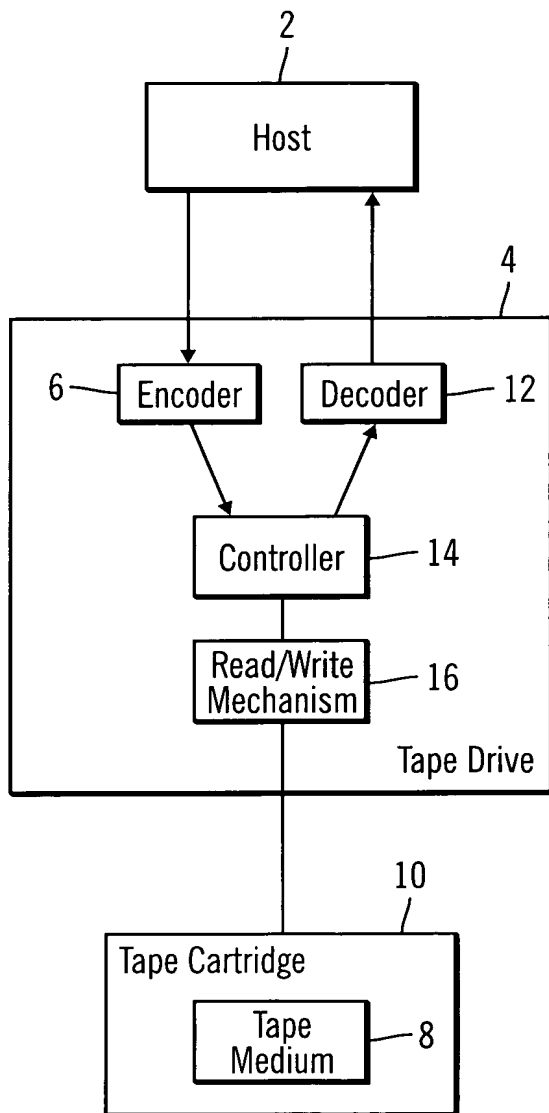 2
Host
4
6
Encoder
Decoder
12
Controller
14
Read/Write
Mechanism
16
Tape Drive
10
Tape Cartridge
Tape
Medium
8